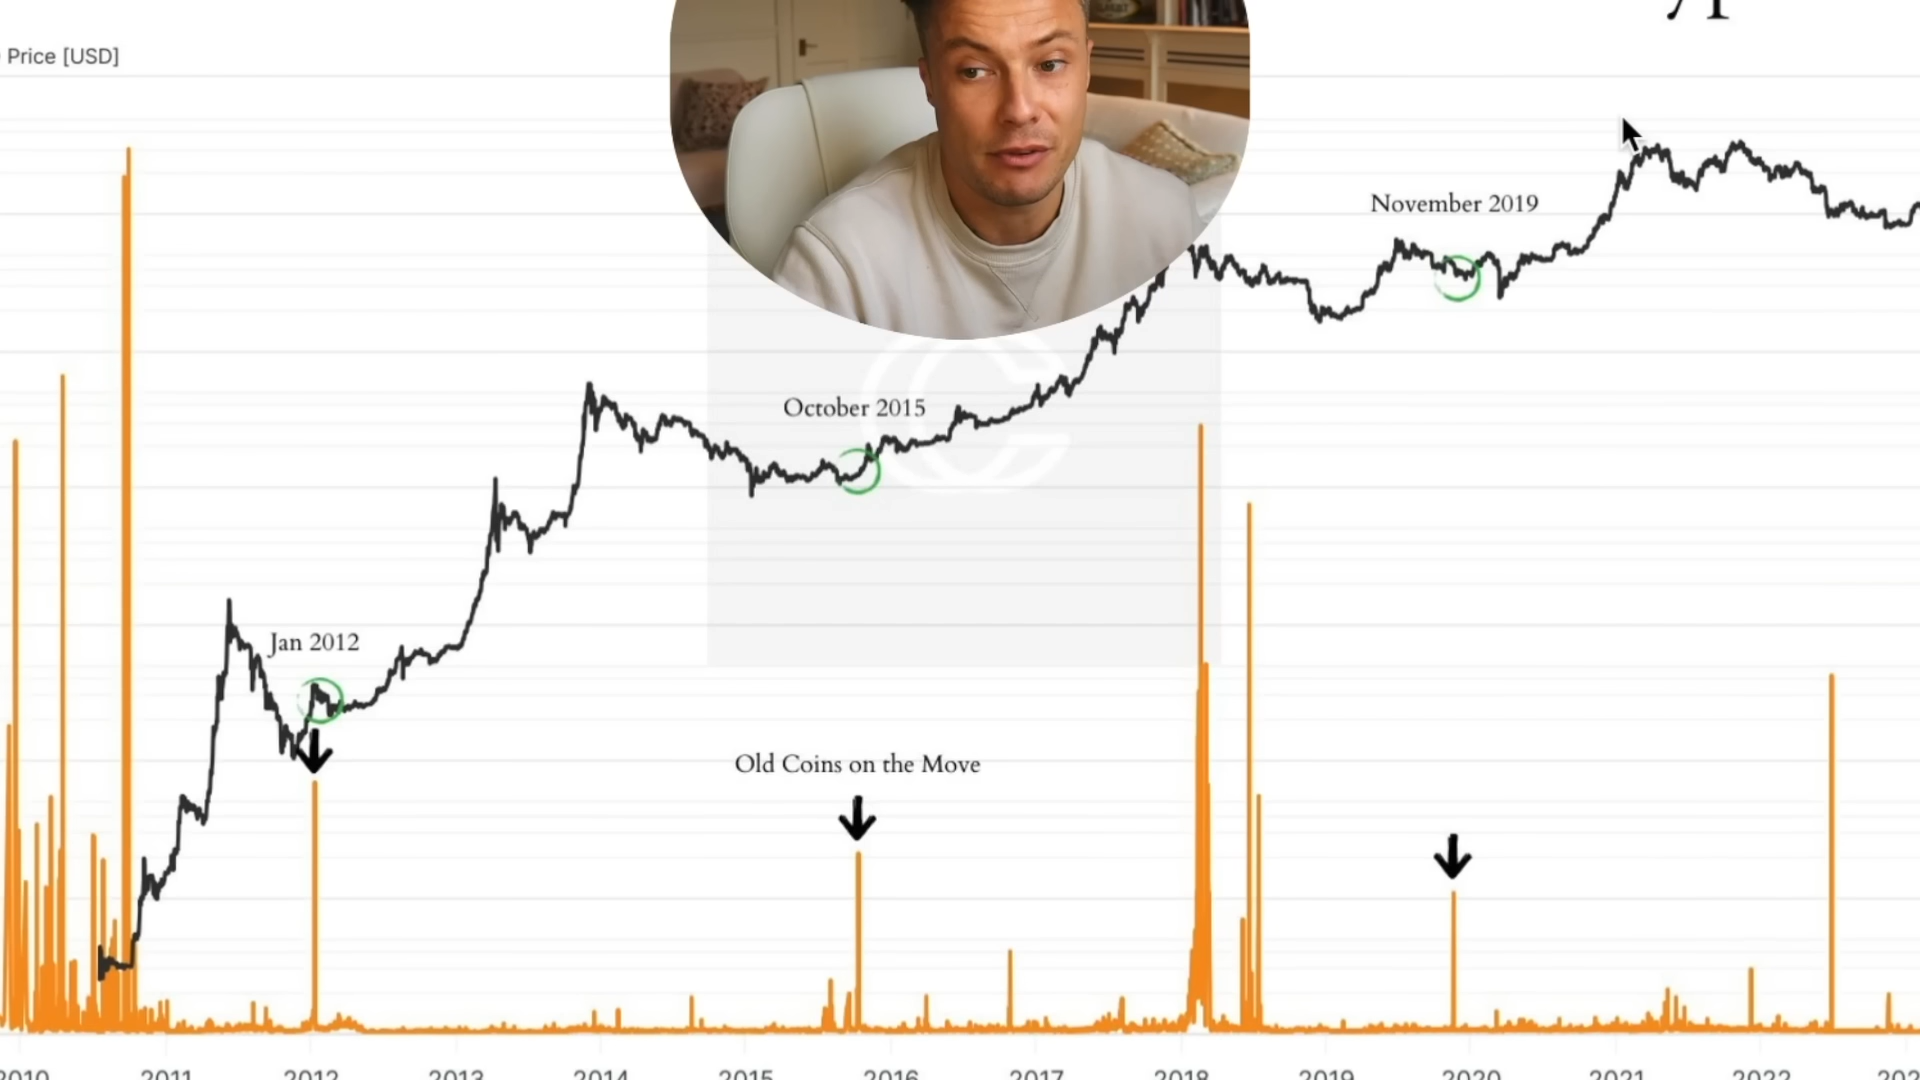 Price [USD]
November 2019
October 2015
Jan 2012
Old Coins on the Move
2010
2011
2012
2013
2014
2015
2016
2017
2018
2019
2020
2021
2022